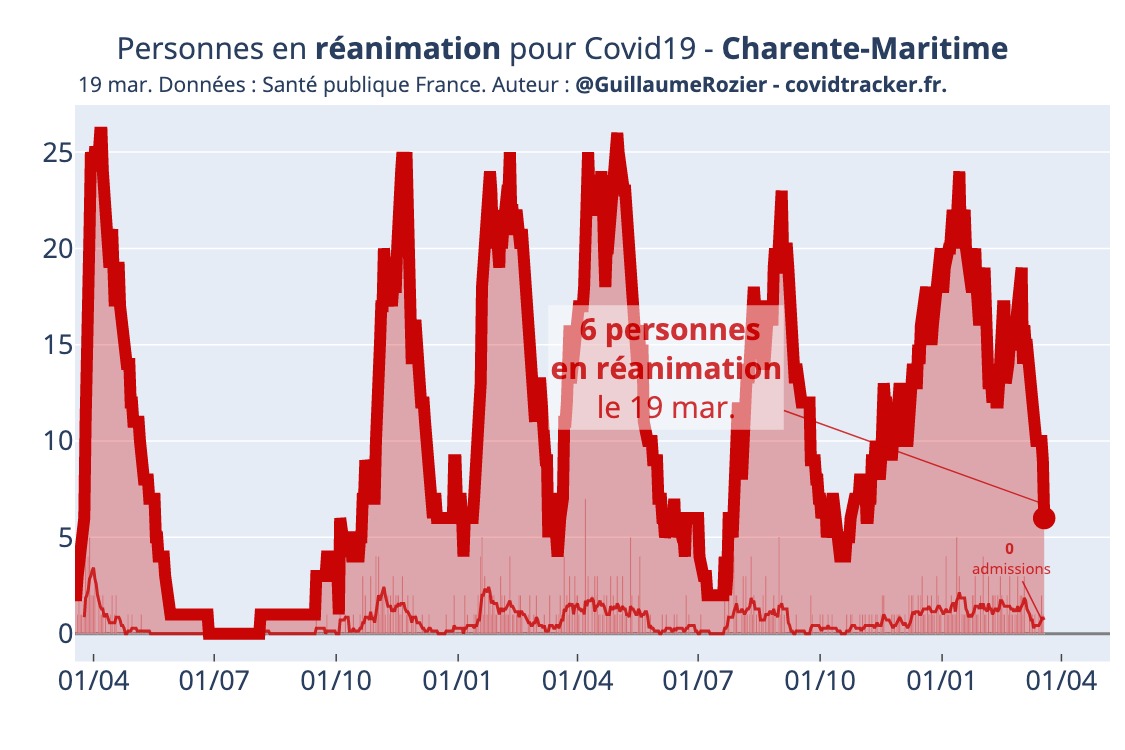 Personnes en réanimation pour Covid19 - Charente-Maritime
19 mar. Données : Santé publique France. Auteur : @GuillaumeRozier - covidtracker.fr.
25
20
15
10
5
0
6 personnes
en réanimation
le 19 mar.
0
admissions
01/04 01/07 01/10 01/01 01/04 01/07 01/10 01/01 01/04